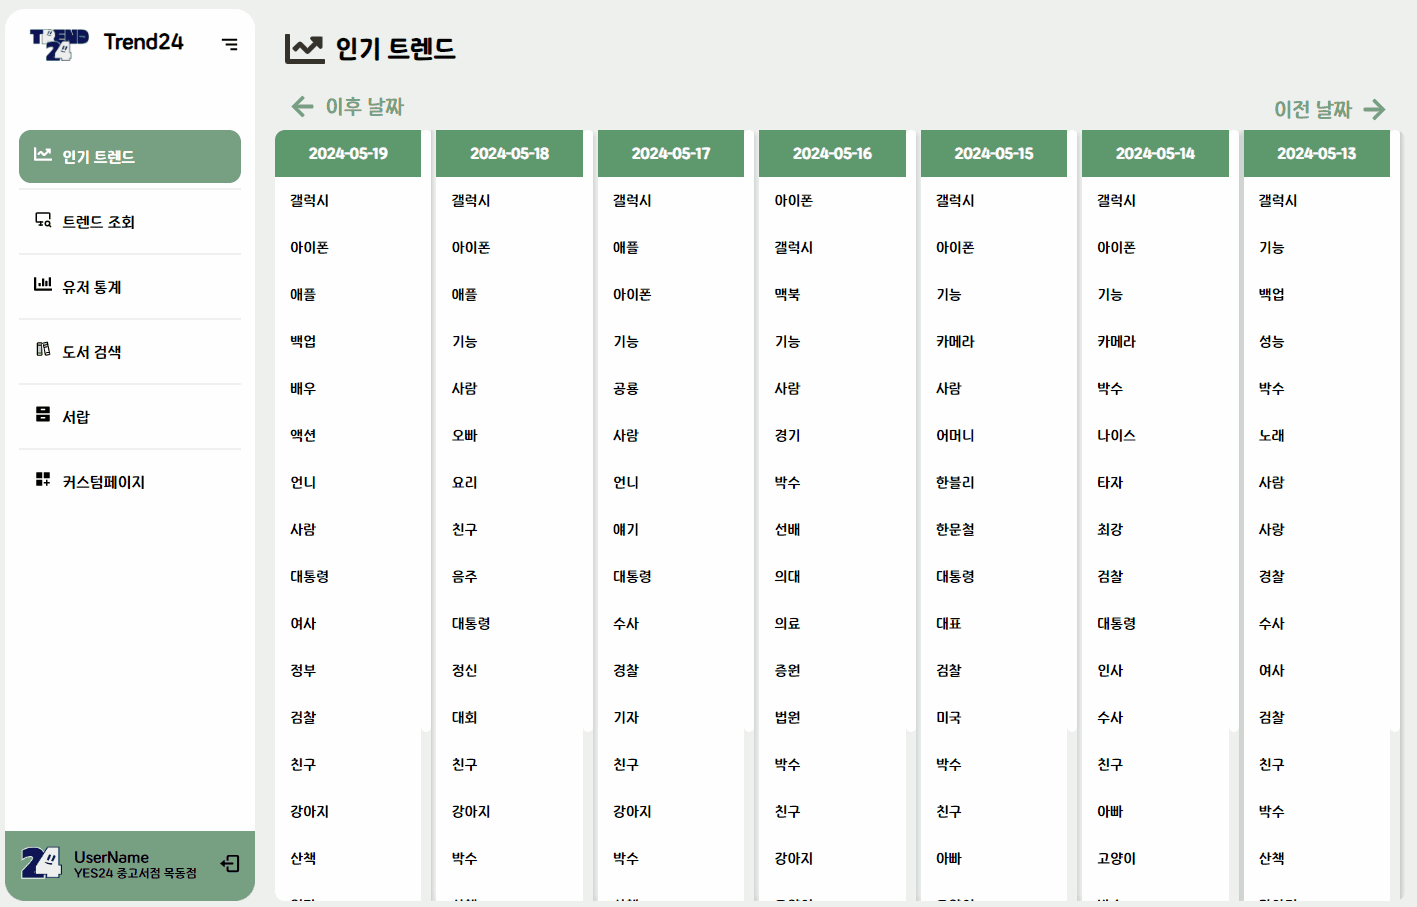 TREND 24
Trend24
인기 트렌드
트렌드 조회
유저 통계
도서 검색
서랍
커스텀페이지
24
UserName
YES24 중고서점 목동점
인기 트렌드
이후 날짜
이전 날짜
2024-05-19 2024-05-18 2024-05-17 2024-05-16 2024-05-15 2024-05-14 2024-05-13
갤럭시 갤럭시 갤럭시 아이폰 갤럭시 갤럭시 갤럭시
아이폰 아이폰 애플 갤럭시 아이폰 아이폰 기능
애플 애플 아이폰 맥북 기능 기능 백업
백업 기능 기능 기능 카메라 카메라 성능
배우 사람 공룡 사람 사람 박수 박수
액션 오빠 사람 경기 어머니 나이스 노래
언니 요리 언니 박수 한블리 타자 사람
사람 친구 얘기 선배 한문철 최강 사랑
대통령 음주 대통령 의대 대통령 검찰 경찰
여사 대통령 수사 의료 대표 대통령 수사
정부 정신 경찰 증원 검찰 인사 여사
검찰 대회 기자 법원 미국 수사 검찰
친구 친구 친구 박수 박수 친구 친구
강아지 강아지 강아지 친구 친구 아빠 박수
산책 박수 박수 강아지 아빠 고양이 산책